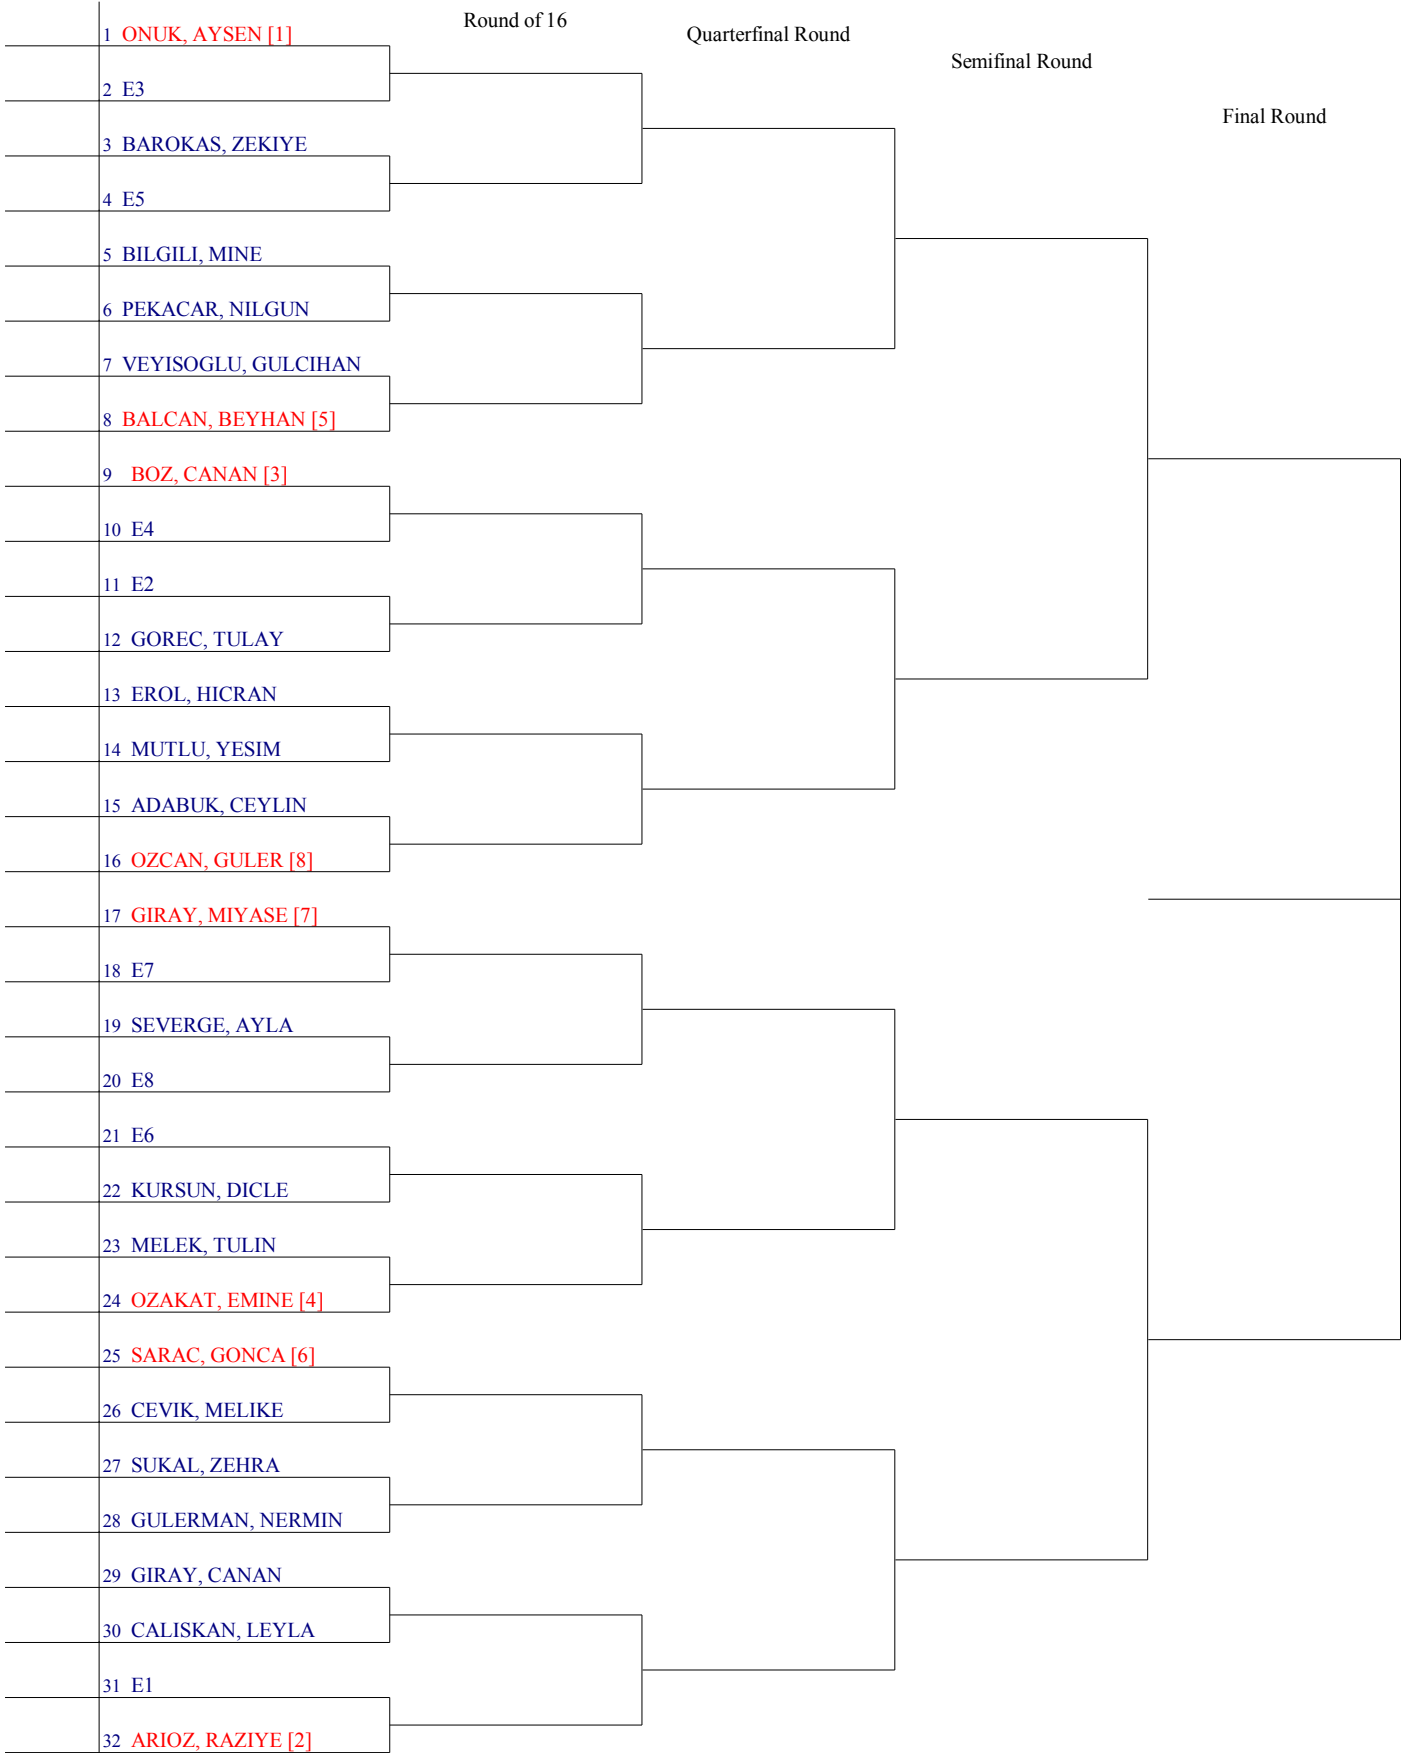 Round of 16
Quarterfinal Round
Semifinal Round
Final Round
1 ONUK, AYSEN [1]
2 E3
3 BAROKAS, ZEKIYE
4 E5
5 BILGILI, MINE
6 PEKACAR, NILGUN
7 VEYISOGLU, GULCIHAN
8 BALCAN, BEYHAN [5]
9 BOZ, CANAN [3]
10 E4
11 E2
12 GOREC, TULAY
13 EROL, HICRAN
14 MUTLU, YESIM
15 ADABUK, CEYLIN
16 OZCAN, GULER [8]
17 GIRAY, MIYASE [7]
18 E7
19 SEVERGE, AYLA
20 E8
21 E6
22 KURSUN, DICLE
23 MELEK, TULIN
24 OZAKAT, EMINE [4]
25 SARAC, GONCA [6]
26 CEVIK, MELIKE
27 SUKAL, ZEHRA
28 GULERMAN, NERMIN
29 GIRAY, CANAN
30 CALISKAN, LEYLA
31 E1
32 ARIOZ, RAZIYE [2]